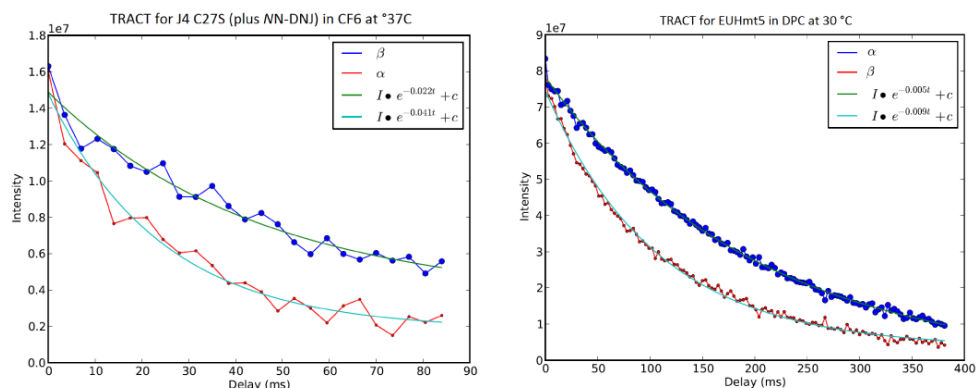 TRACT for J4 C27S (plus NN-DNJ) in CF6 at °37C
1e7
β
α
I● e^{-0.022t} +c
I● e^{-0.041t} +c
Intensity
1.8
1.6
1.4
1.2
1.0
0.8
0.6
0.4
0.2
0.0
0 10 20 30 40 50 60 70 80 90
Delay (ms)
TRACT for EUHmt5 in DPC at 30 °C
1e7
α
β
I● e^{-0.005t} +c
I● e^{-0.009t} +c
Intensity
9
8
7
6
5
4
3
2
1
0
0 50 100 150 200 250 300 350 400
Delay (ms)